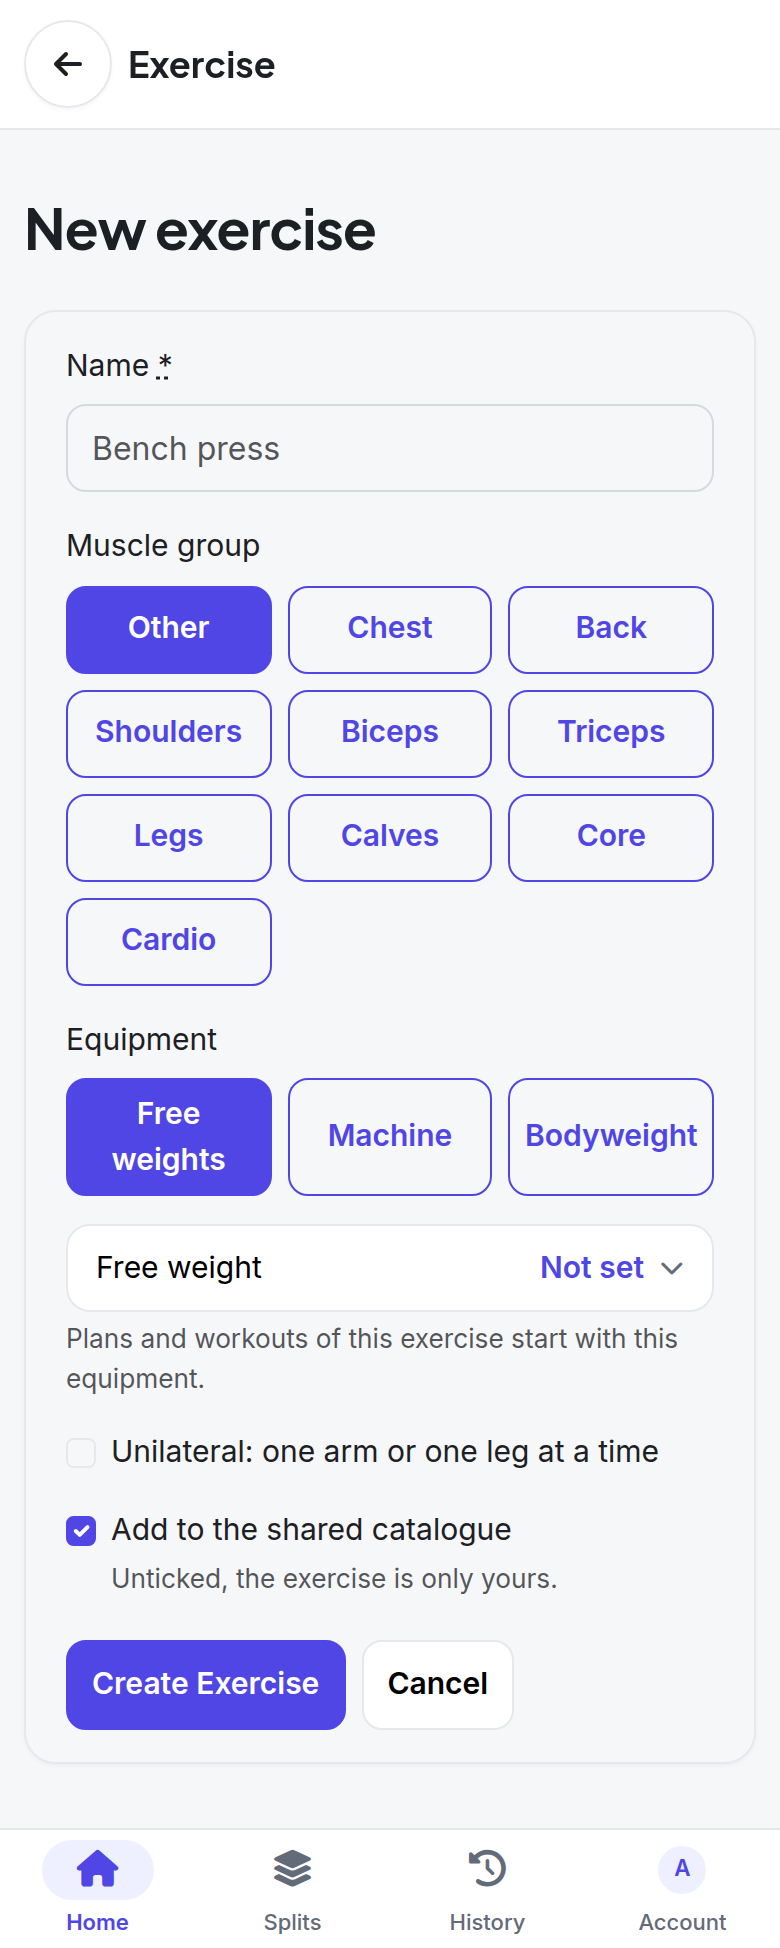 Exercise
New exercise
Name *
Bench press
Muscle group
Other Chest Back
Shoulders Biceps Triceps
Legs Calves Core
Cardio
Equipment
Free weights Machine Bodyweight
Free weight Not set
Plans and workouts of this exercise start with this
equipment.
Unilateral: one arm or one leg at a time
Add to the shared catalogue
Unticked, the exercise is only yours.
Create Exercise Cancel
A
Home Splits History Account